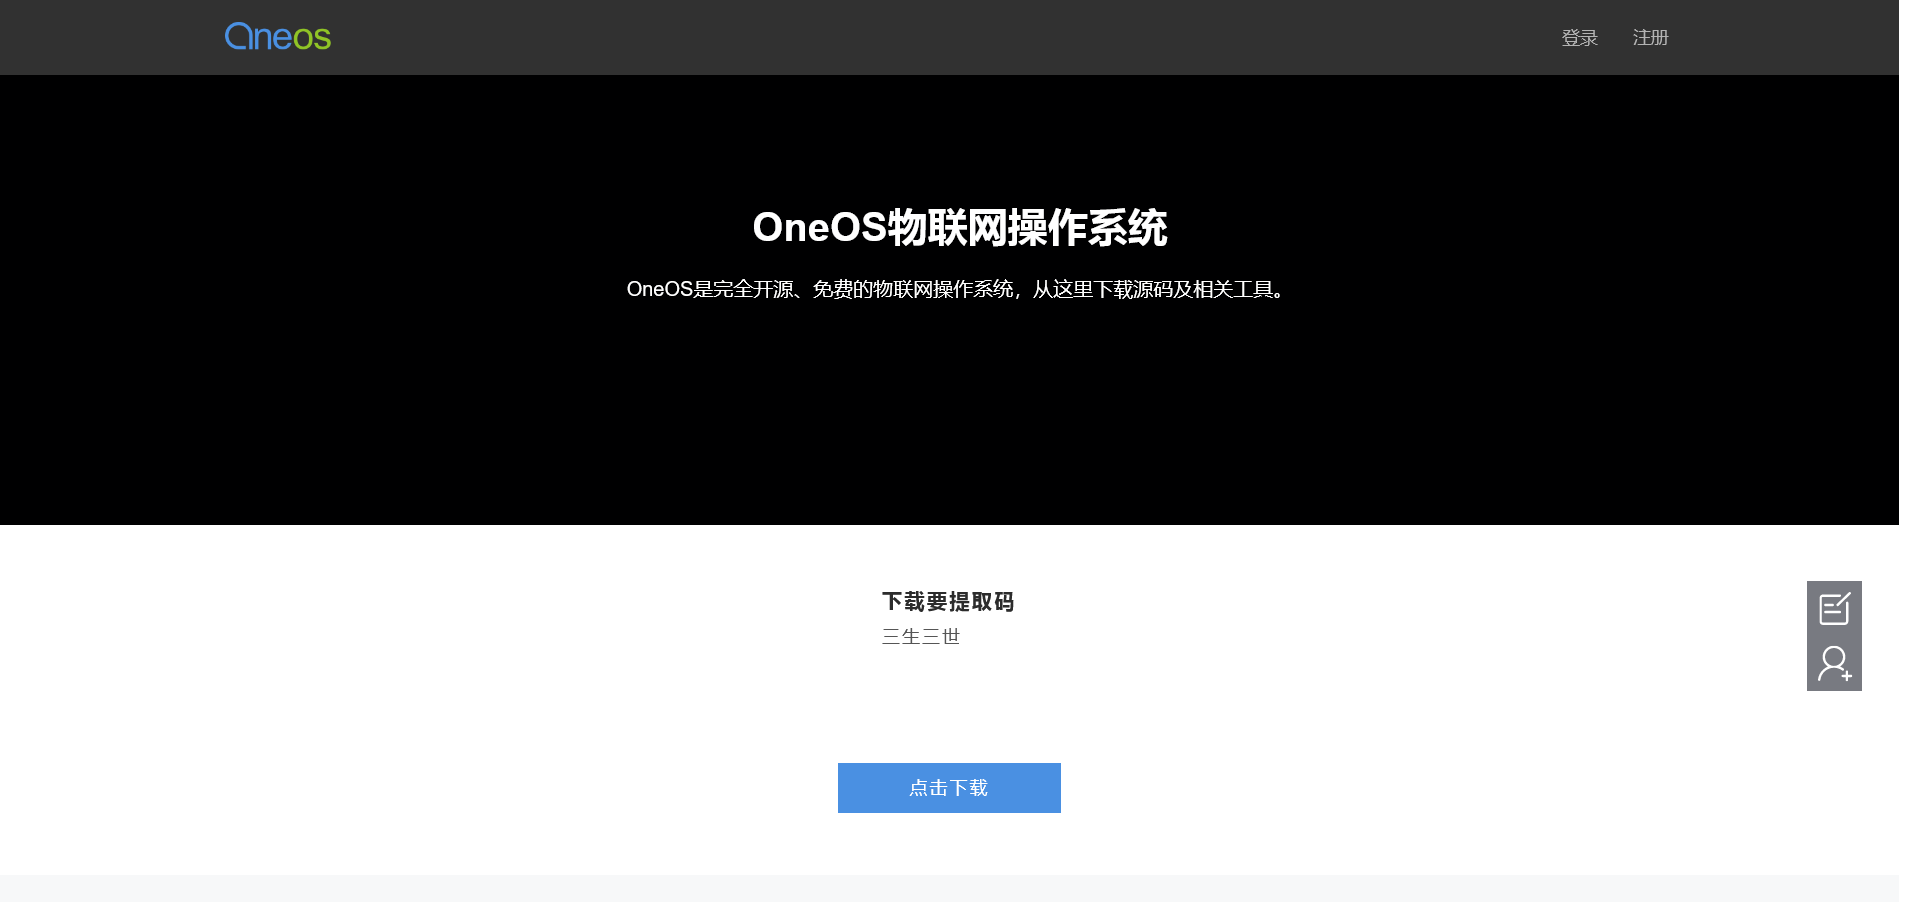 Oneos
登录 注册
OneOS物联网操作系统
OneOS是完全开源、免费的物联网操作系统，从这里下载源码及相关工具。
下载要提取码
三生三世
点击下载